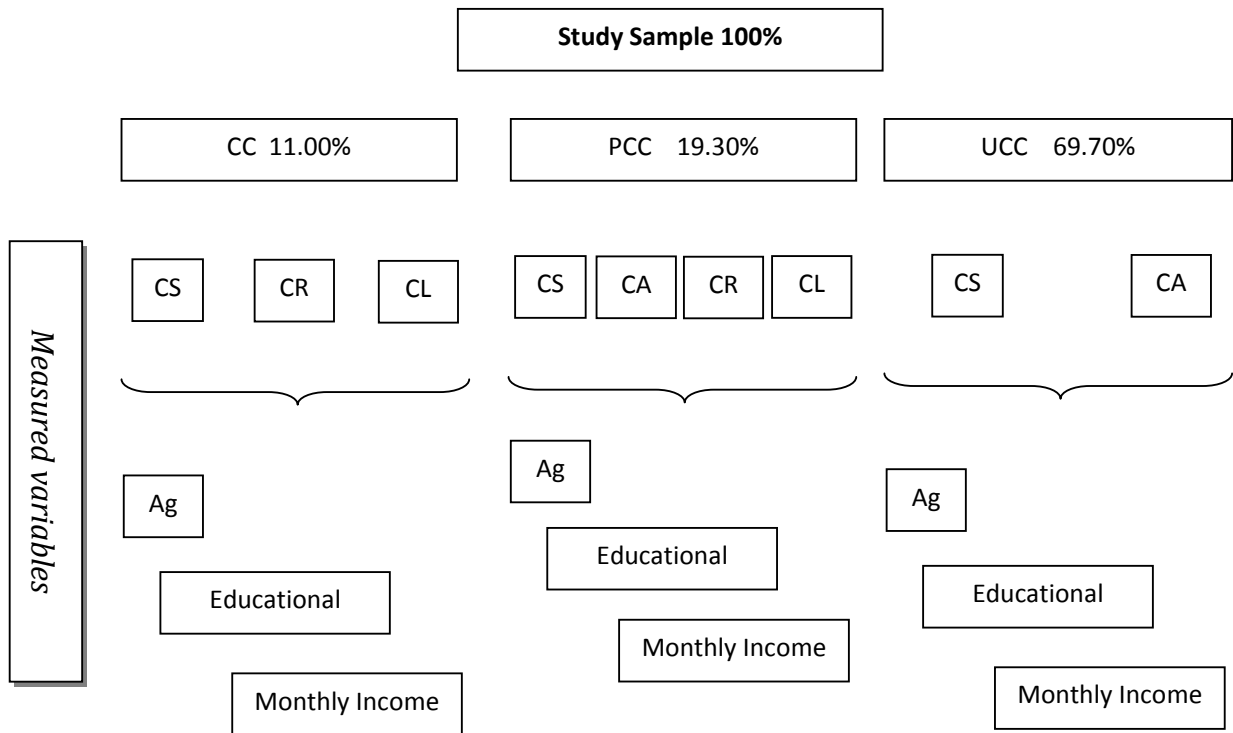 Study Sample 100%
CC 11.00%
PCC 19.30%
UCC 69.70%
Measured variables
CS CR CL
CS CA CR CL
CS CA
Ag
Educational
Monthly Income
Ag
Educational
Monthly Income
Ag
Educational
Monthly Income